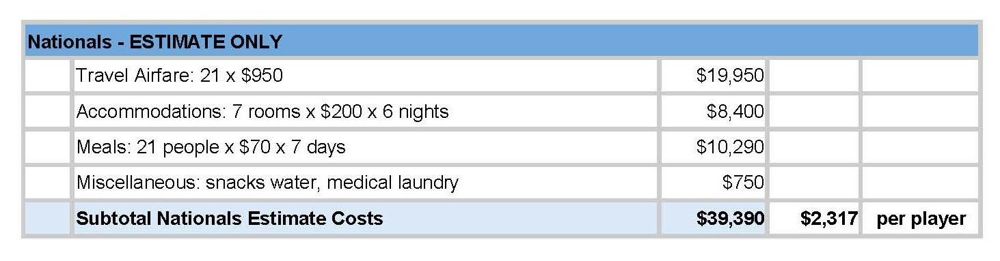 Nationals - ESTIMATE ONLY
Travel Airfare: 21 x $950 $19,950
Accommodations: 7 rooms x $200 x 6 nights $8,400
Meals: 21 people x $70 x 7 days $10,290
Miscellaneous: snacks water, medical laundry $750
Subtotal Nationals Estimate Costs $39,390 $2,317 per player